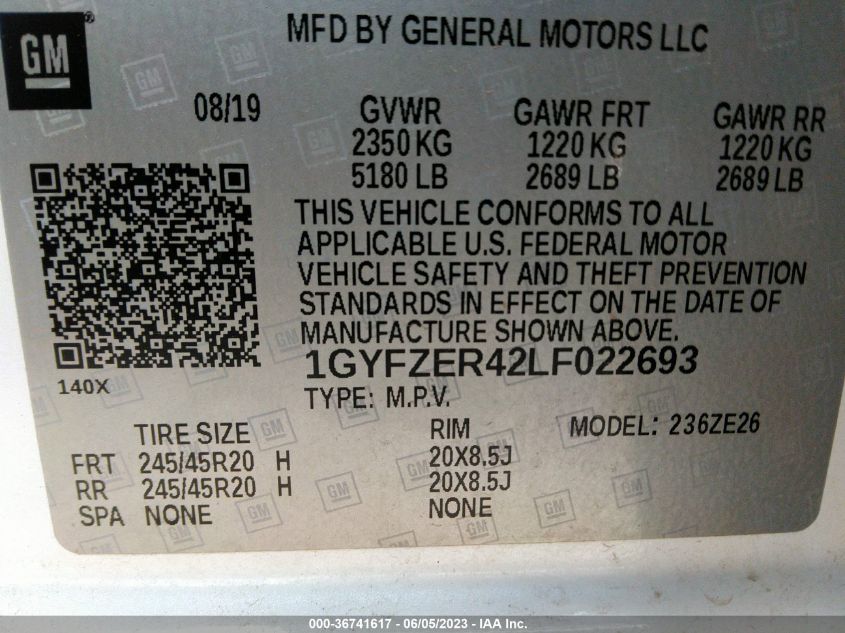 GM
®
MFD BY GENERAL MOTORS LLC
08/19
GVWR GAWR FRT GAWR RR
2350 KG 1220 KG 1220 KG
5180 LB 2689 LB 2689 LB
THIS VEHICLE CONFORMS TO ALL
APPLICABLE U.S. FEDERAL MOTOR
VEHICLE SAFETY AND THEFT PREVENTION
STANDARDS IN EFFECT ON THE DATE OF
MANUFACTURE SHOWN ABOVE.
1GYFZER42LF022693
140X
TYPE: M.P.V.
TIRE SIZE RIM MODEL: 236ZE26
FRT 245/45R20 H 20X8.5J
RR 245/45R20 H 20X8.5J
SPA NONE NONE
000-36741617 - 06/05/2023 - IAA Inc.